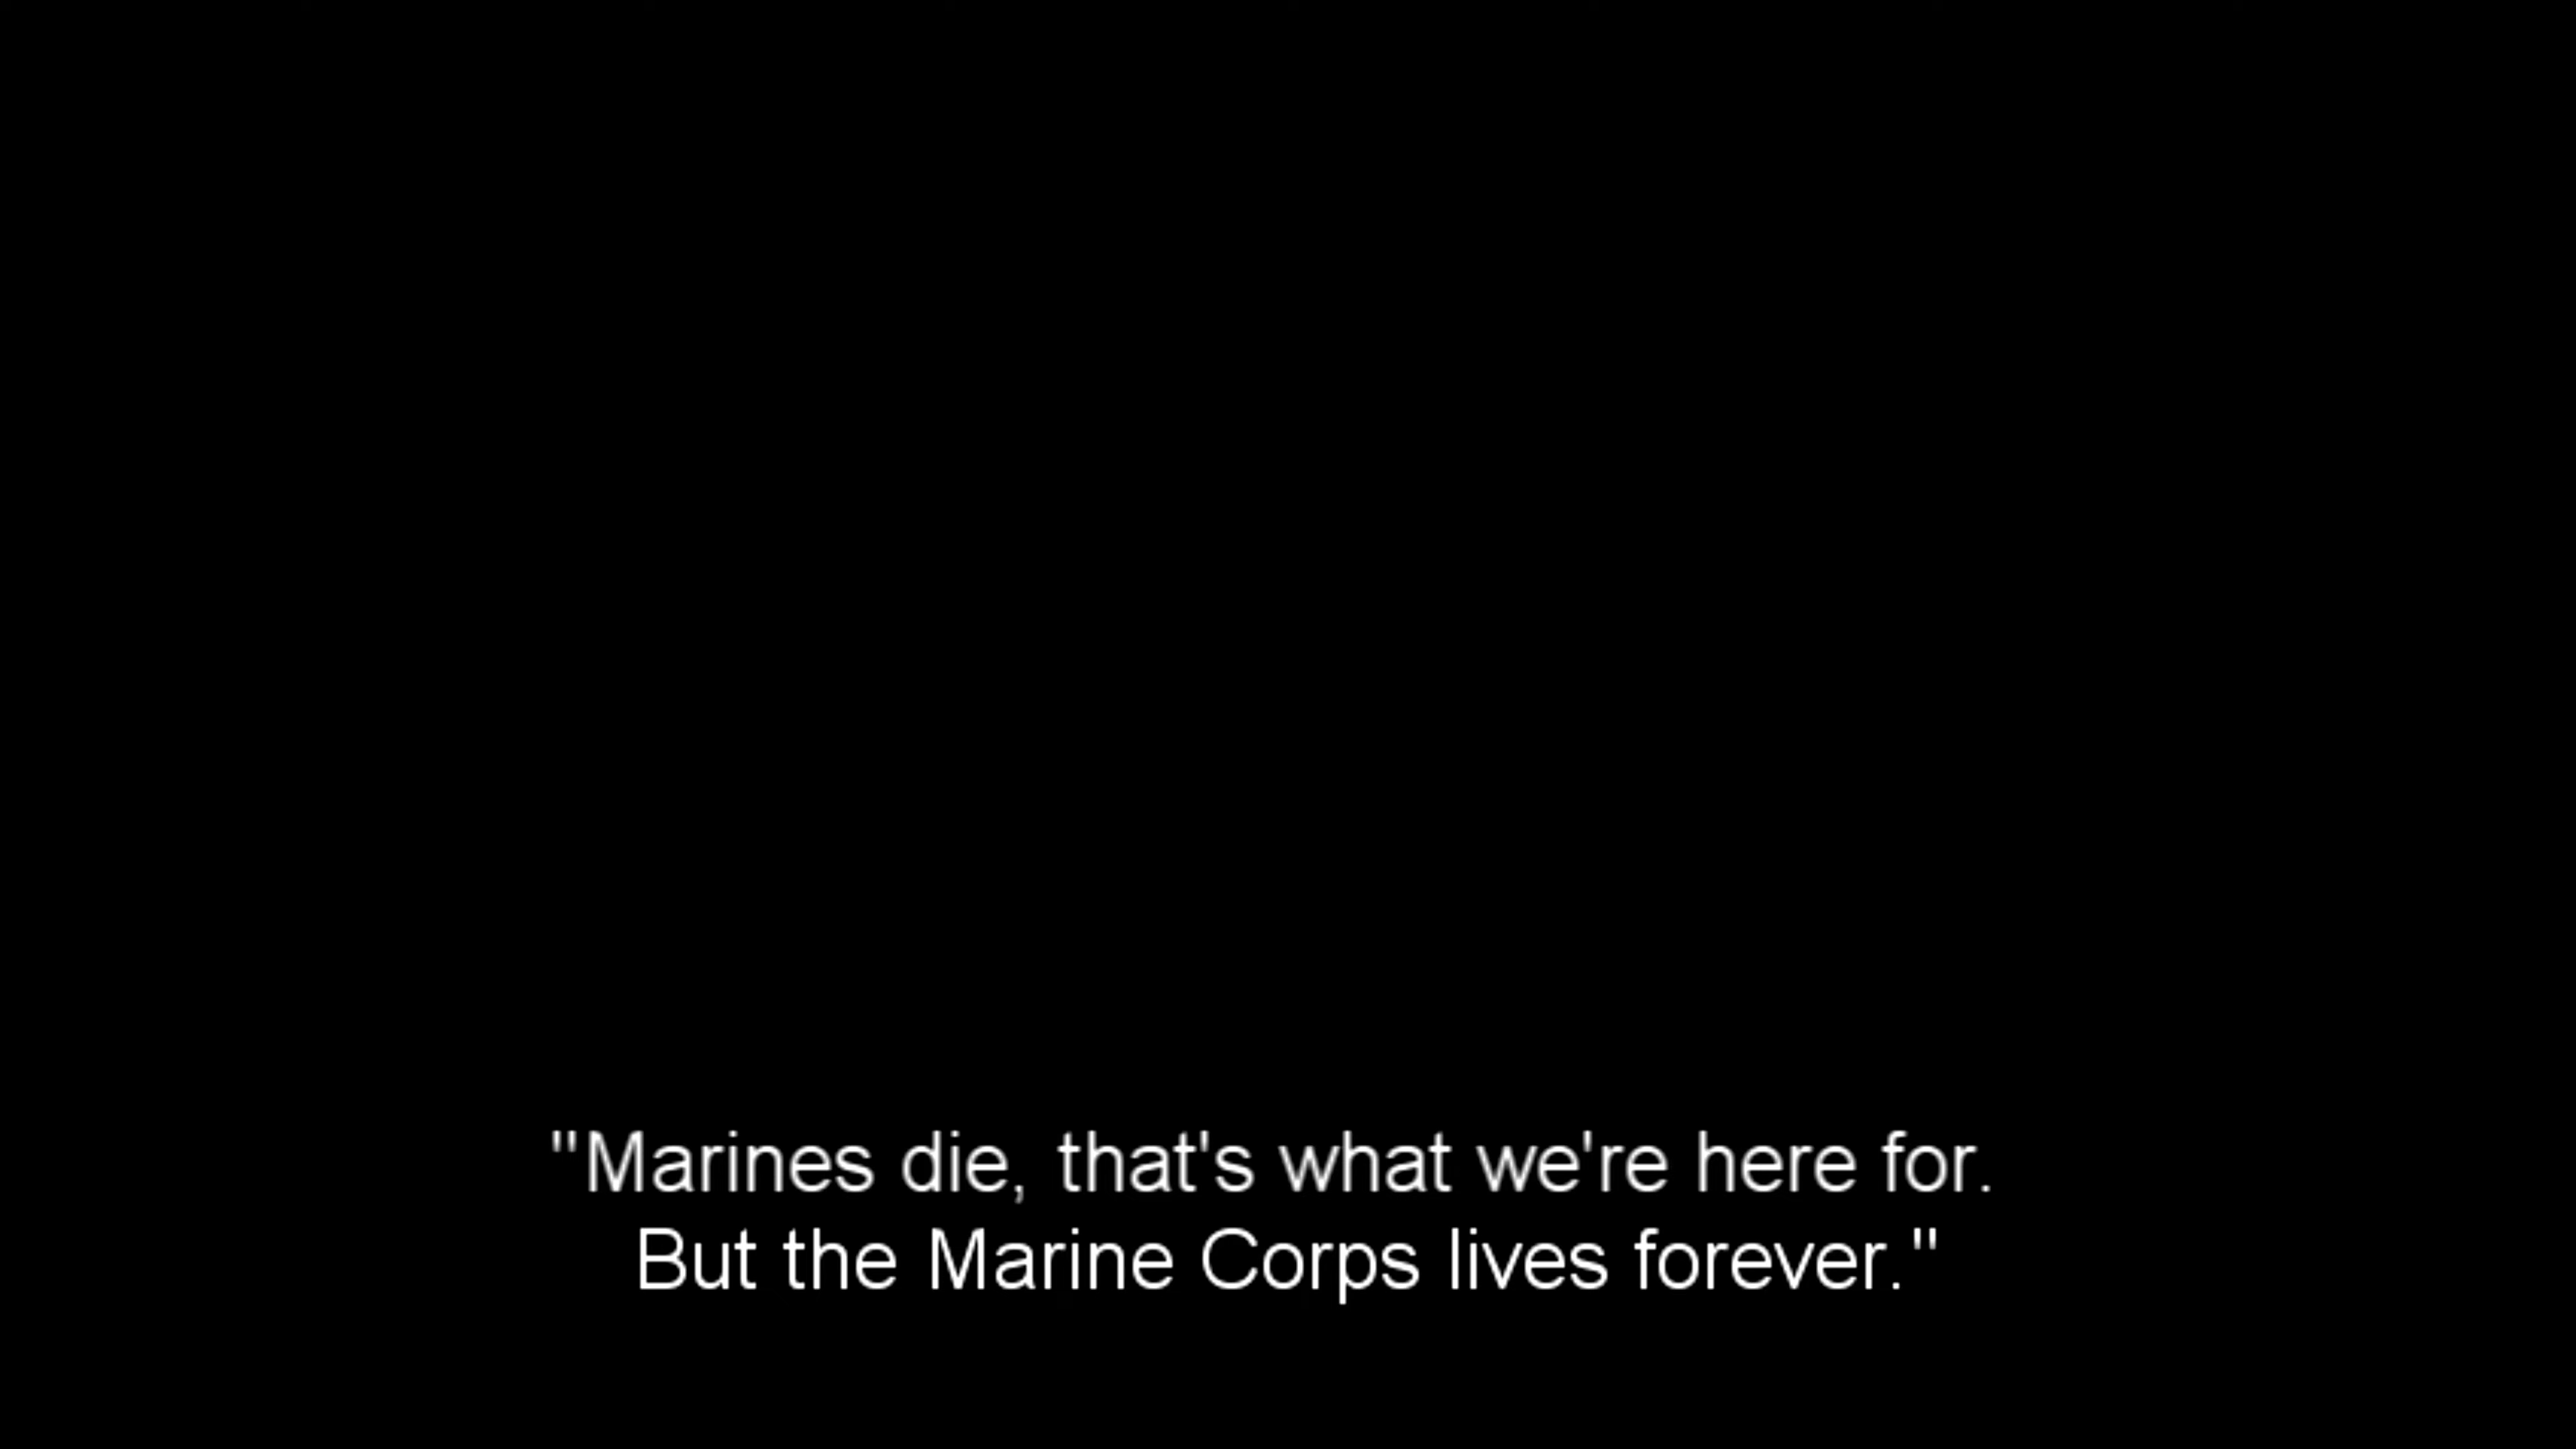 "Marines die, that's what we're here for.
But the Marine Corps lives forever."